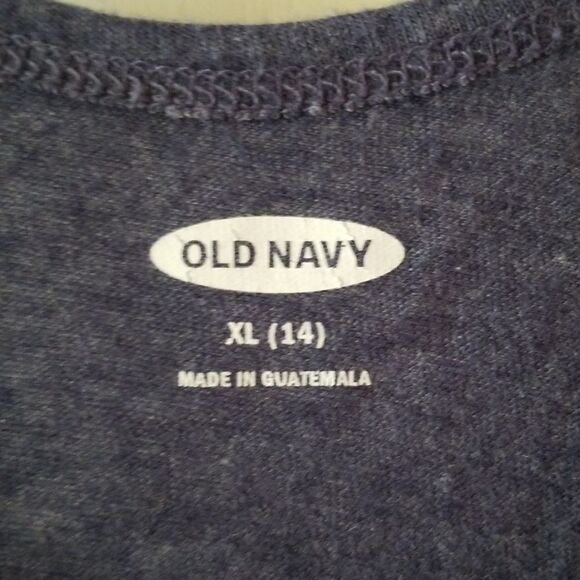 OLD NAVY
XL (14)
MADE IN GUATEMALA